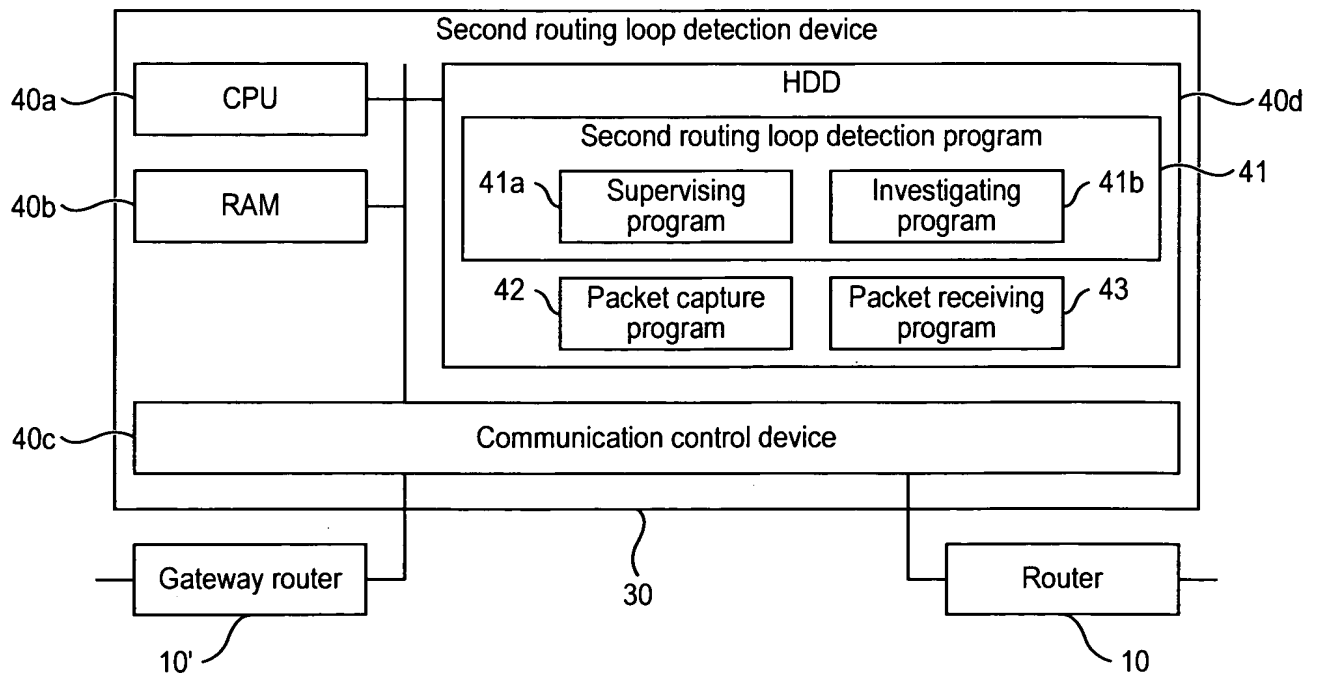 Second routing loop detection device
40a
CPU
HDD
40d
Second routing loop detection program
41
40b
RAM
41a
Supervising
program
Investigating
program
41b
42
Packet capture
program
Packet receiving
program
43
40c
Communication control device
Gateway router
30
Router
10'
10